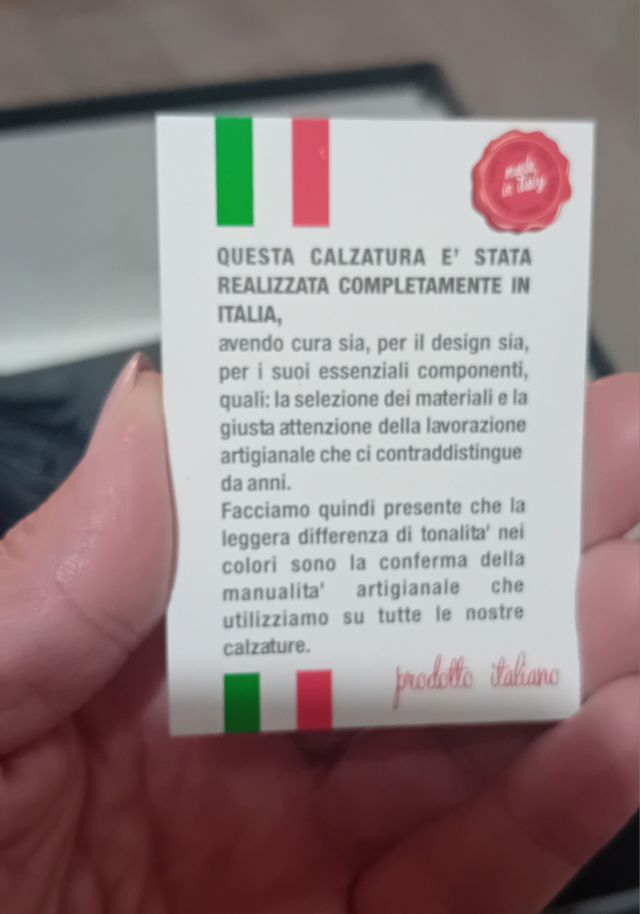 made
in italy
QUESTA CALZATURA E' STATA
REALIZZATA COMPLETAMENTE IN
ITALIA,
avendo cura sia, per il design sia,
per i suoi essenziali componenti,
quali: la selezione dei materiali e la
giusta attenzione della lavorazione
artigianale che ci contraddistingue
da anni.
Facciamo quindi presente che la
leggera differenza di tonalita' nei
colori sono la conferma della
manualita' artigianale che
utilizziamo su tutte le nostre
calzature.
prodotto italiano